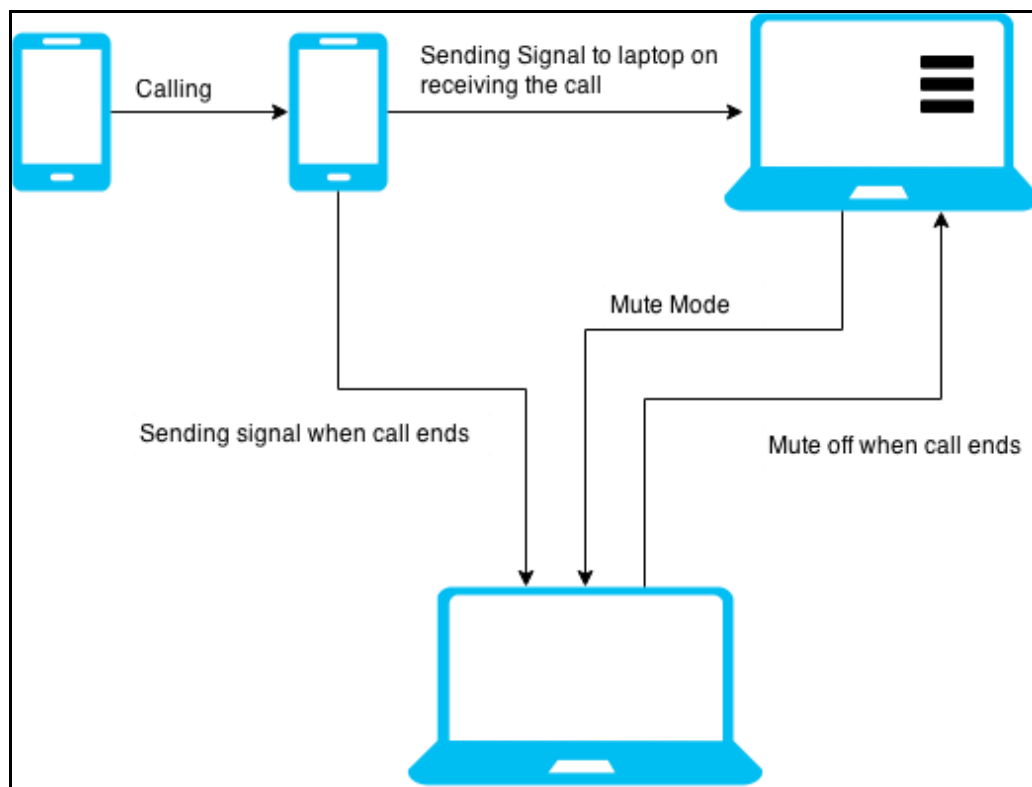 Calling
Sending Signal to laptop on
receiving the call
Mute Mode
Sending signal when call ends
Mute off when call ends